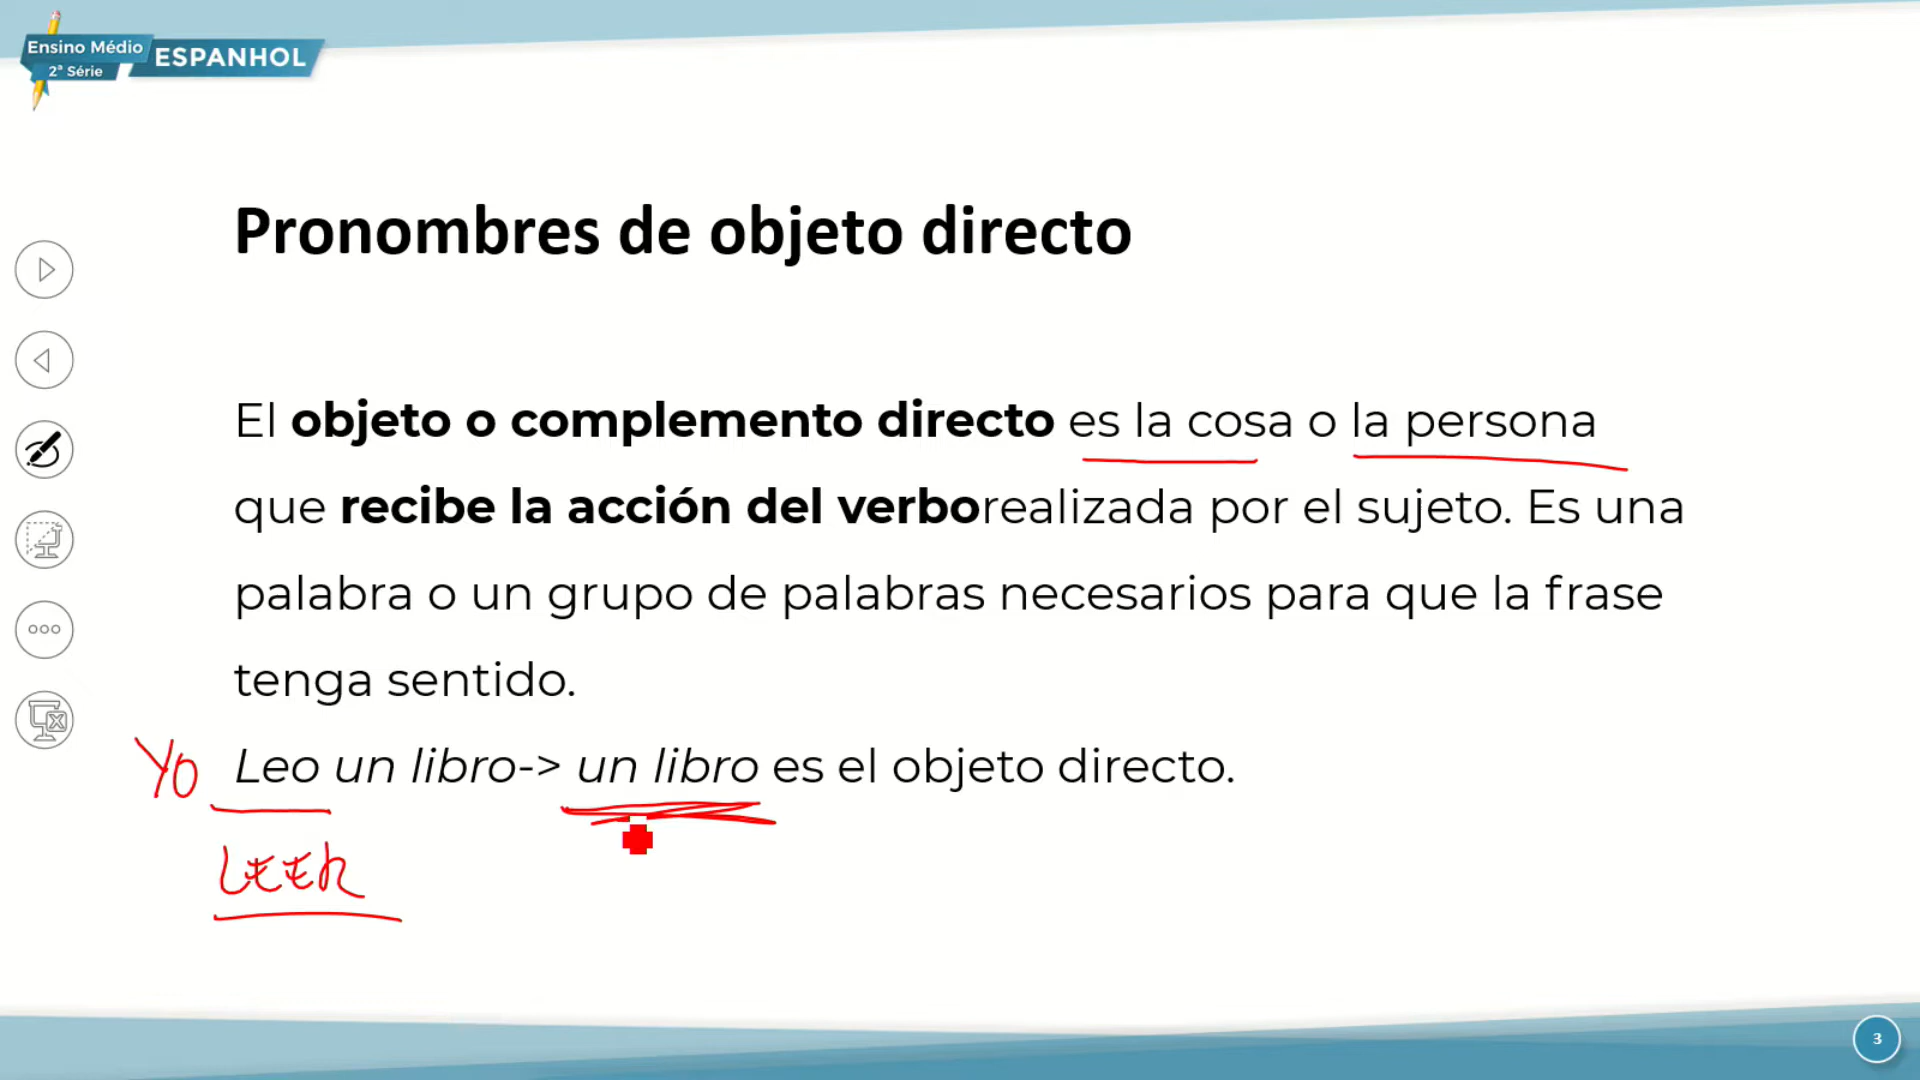 Ensino Médio
2ª Série
ESPANHOL
Pronombres de objeto directo
El objeto o complemento directo es la cosa o la persona
que recibe la acción del verborealizada por el sujeto. Es una
palabra o un grupo de palabras necesarios para que la frase
tenga sentido.
YO Leo un libro-> un libro es el objeto directo.
LEER
3